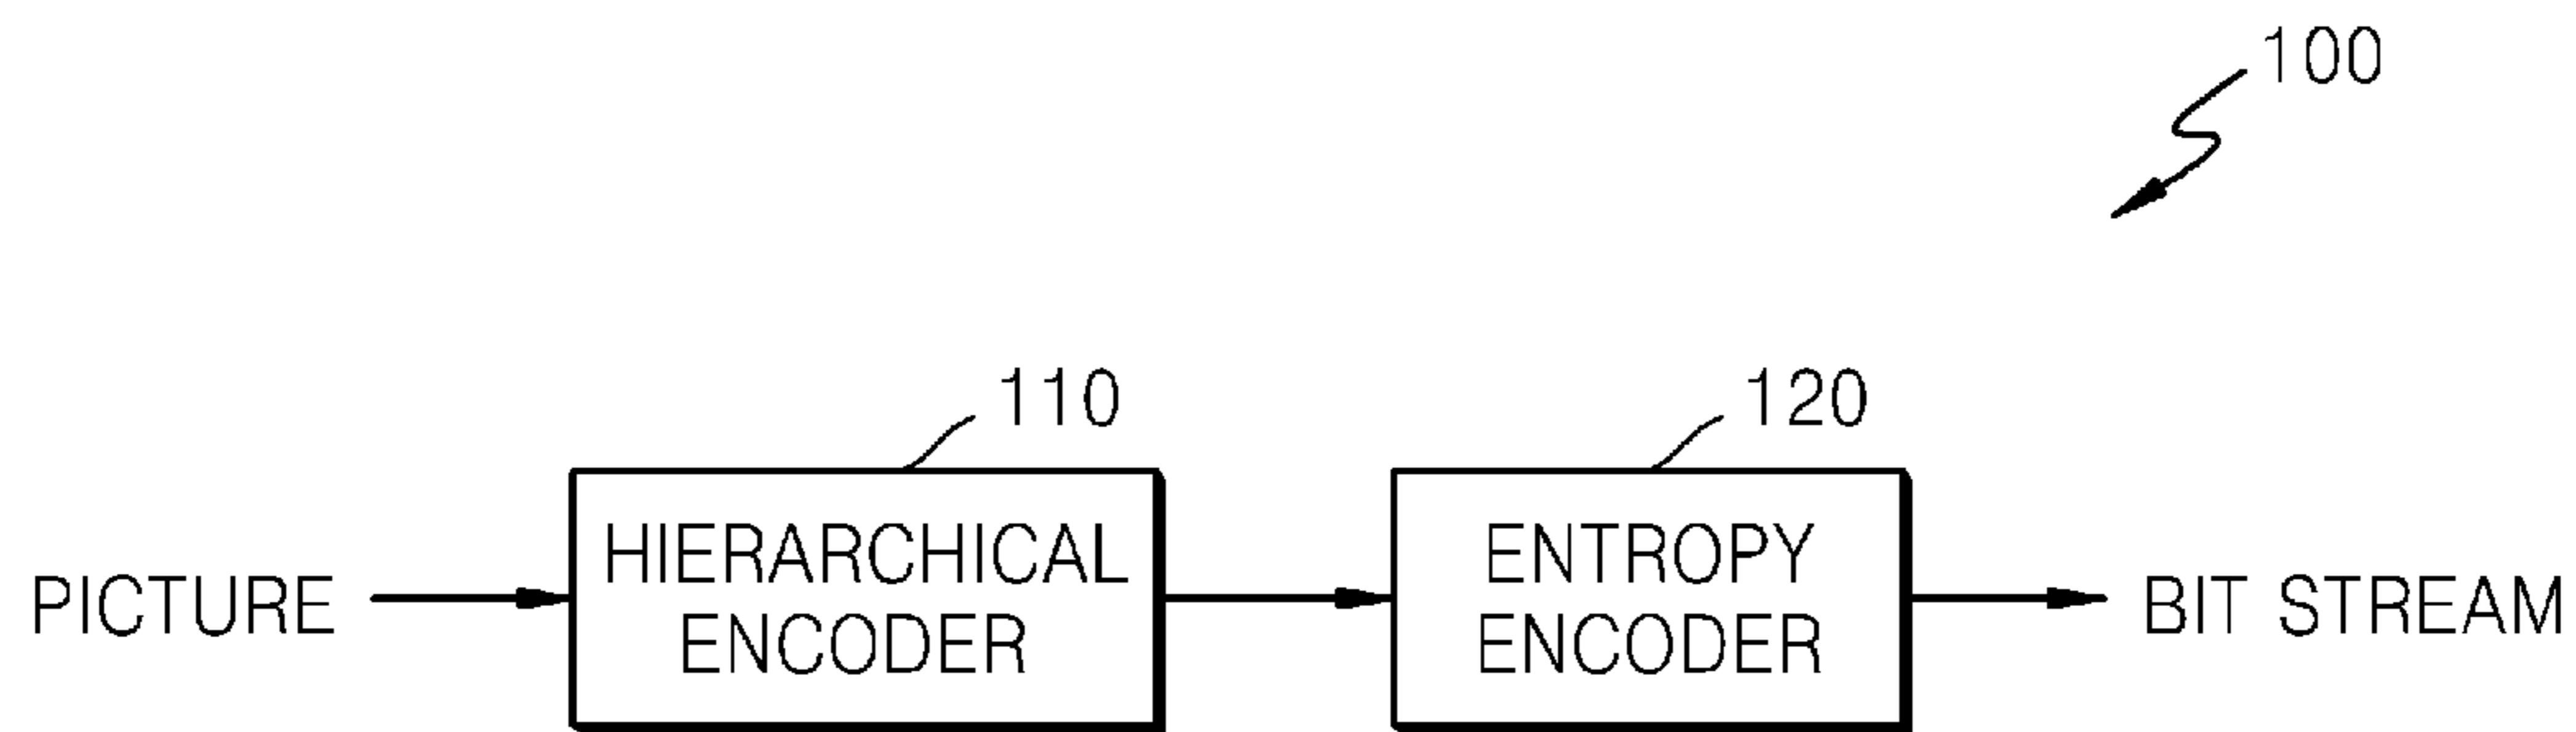 100
110
120
PICTURE
HIERARCHICAL
ENCODER
ENTROPY
ENCODER
BIT STREAM